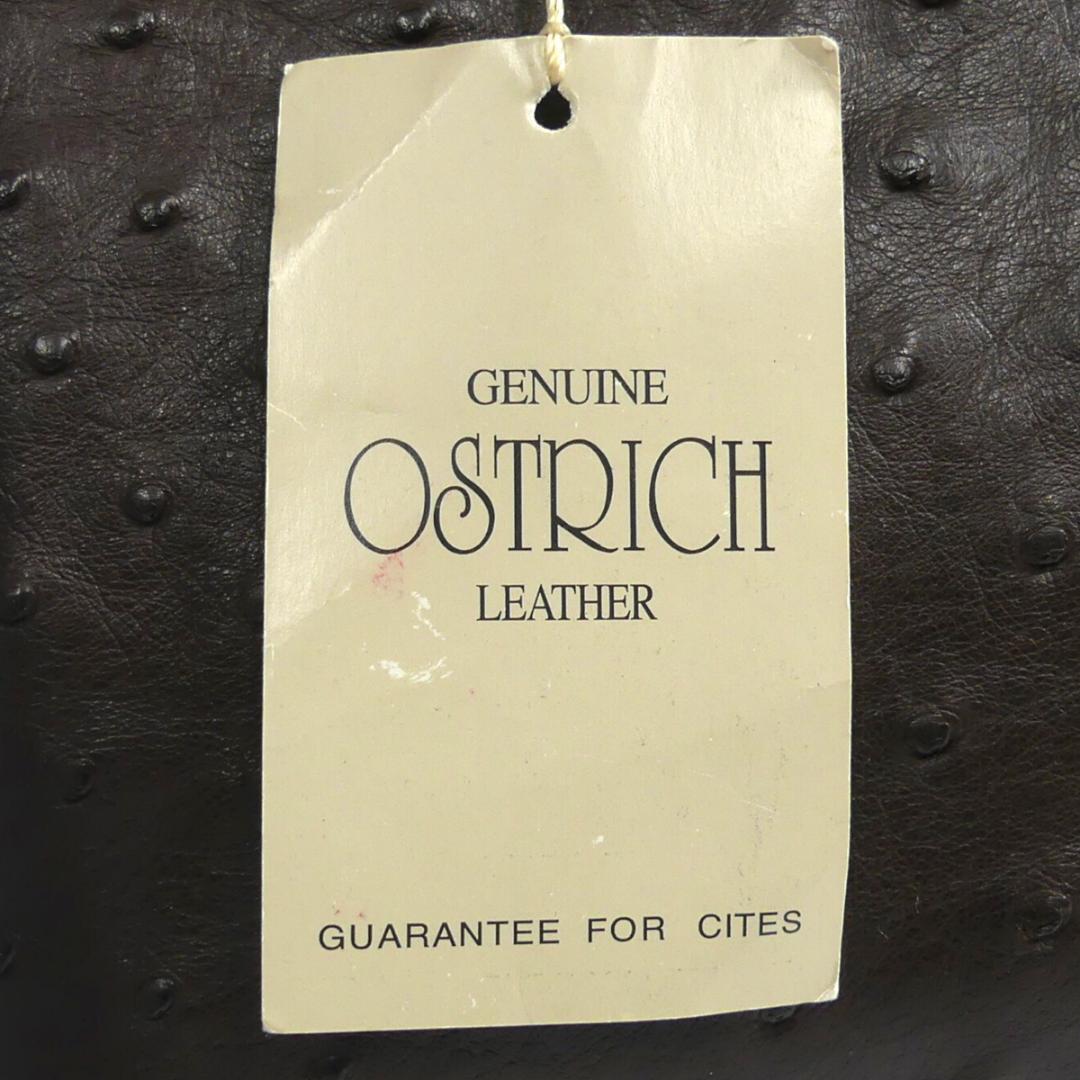 GENUINE
OSTRICH
LEATHER
GUARANTEE FOR CITES